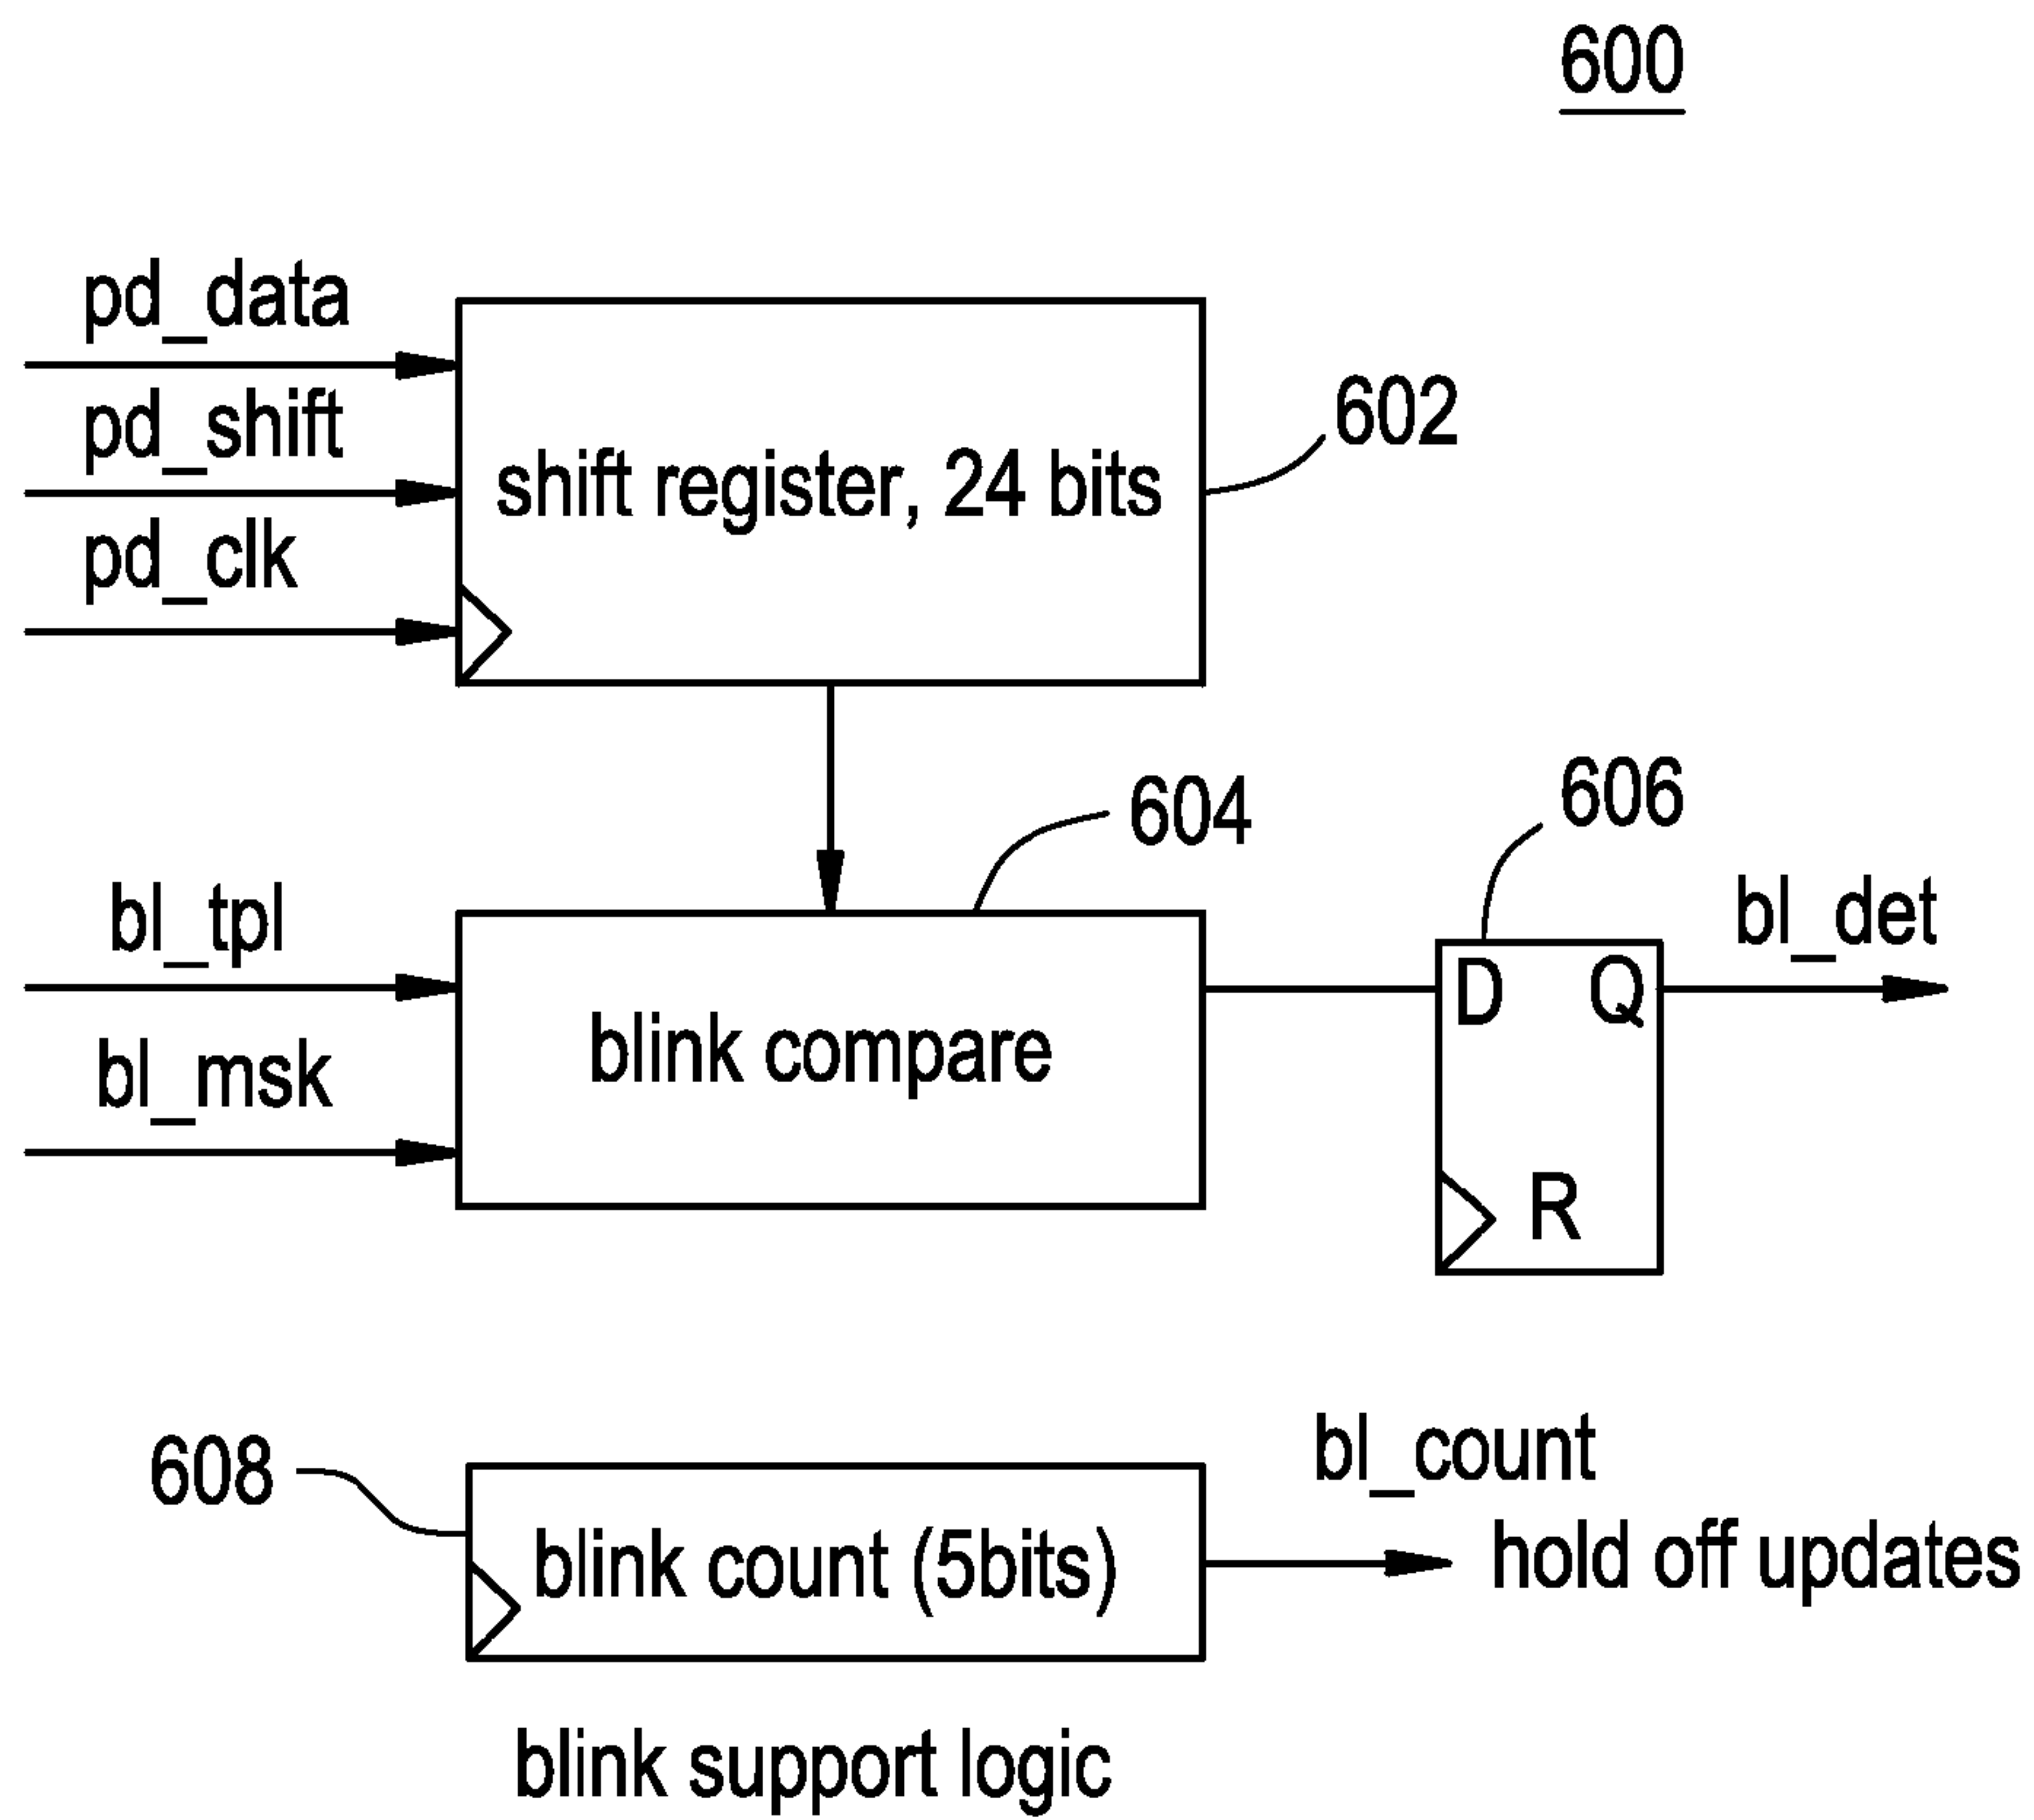 600
pd_data
pd_shift
pd_clk
shift register, 24 bits
602
604
606
bl_tpl
bl_msk
blink compare
D Q
R
bl_det
608
blink count (5bits)
bl_count
hold off updates
blink support logic